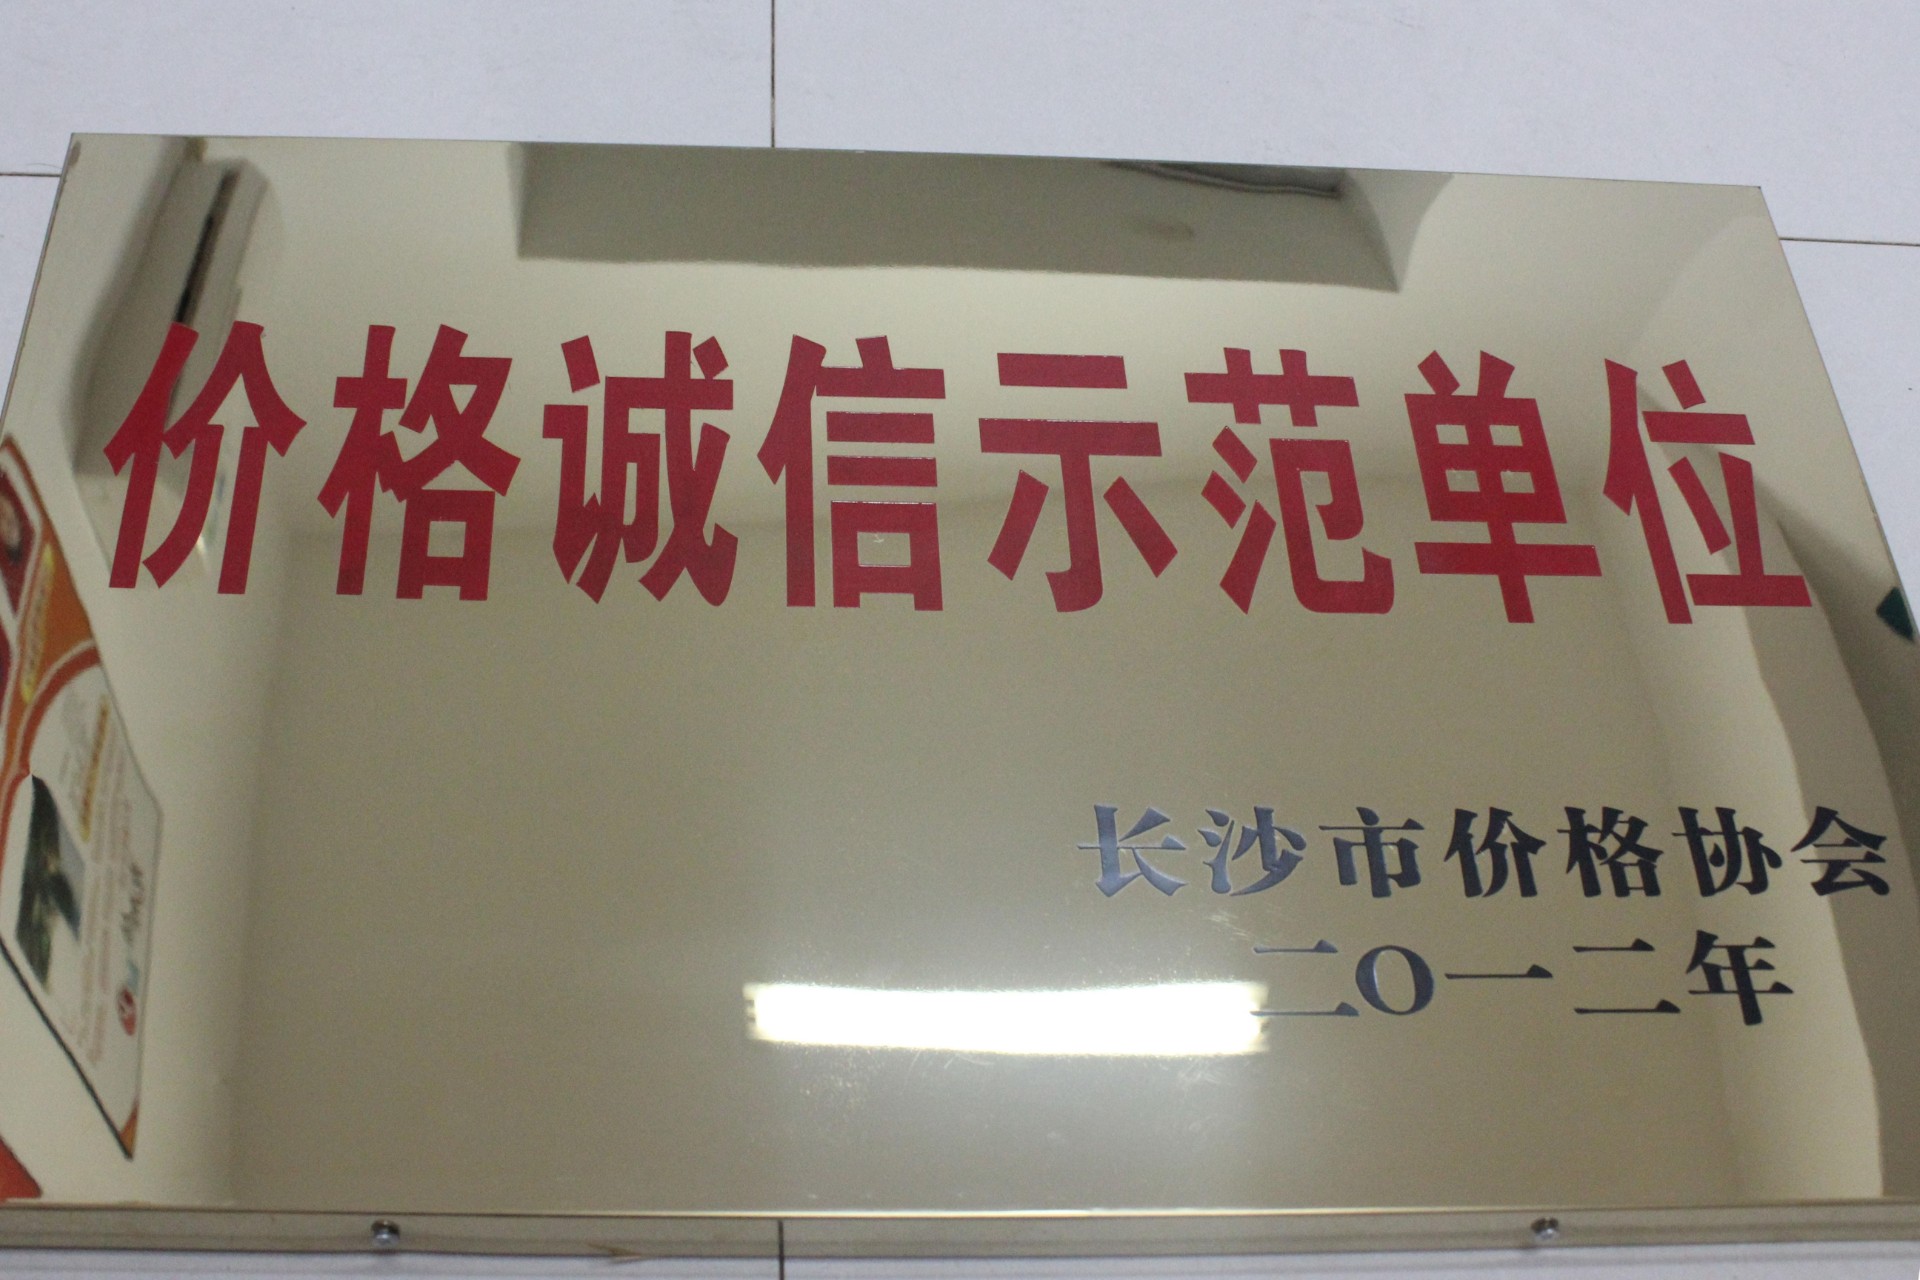 价格诚信示范单位
长沙市价格协会
二〇一二年